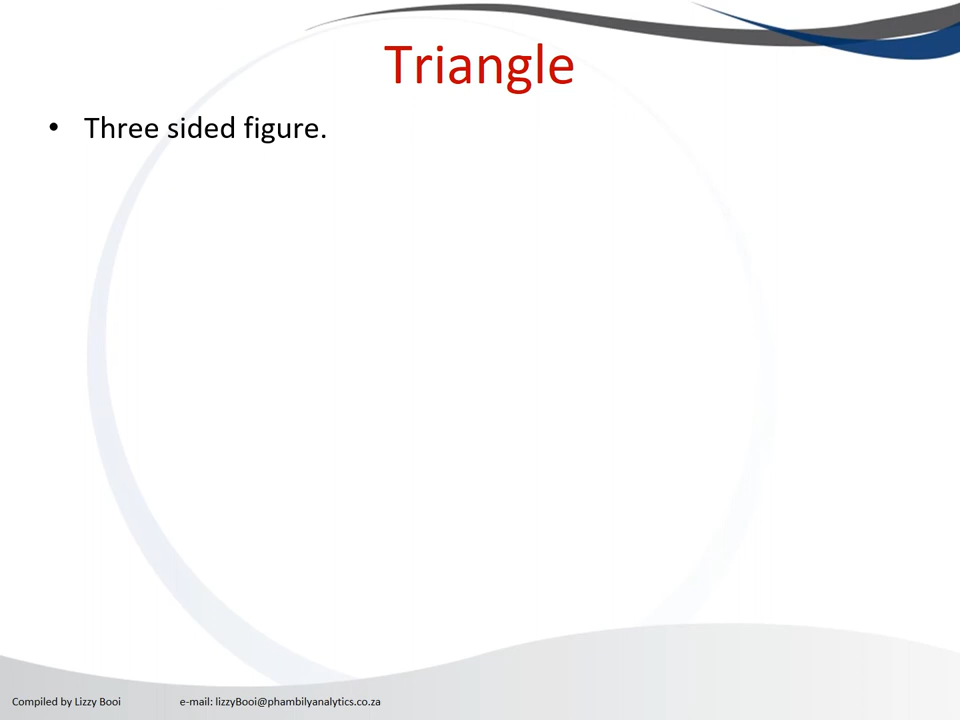 Triangle
• Three sided figure.
Compiled by Lizzy Booi e-mail: lizzyBooi@phambilyanalytics.co.za